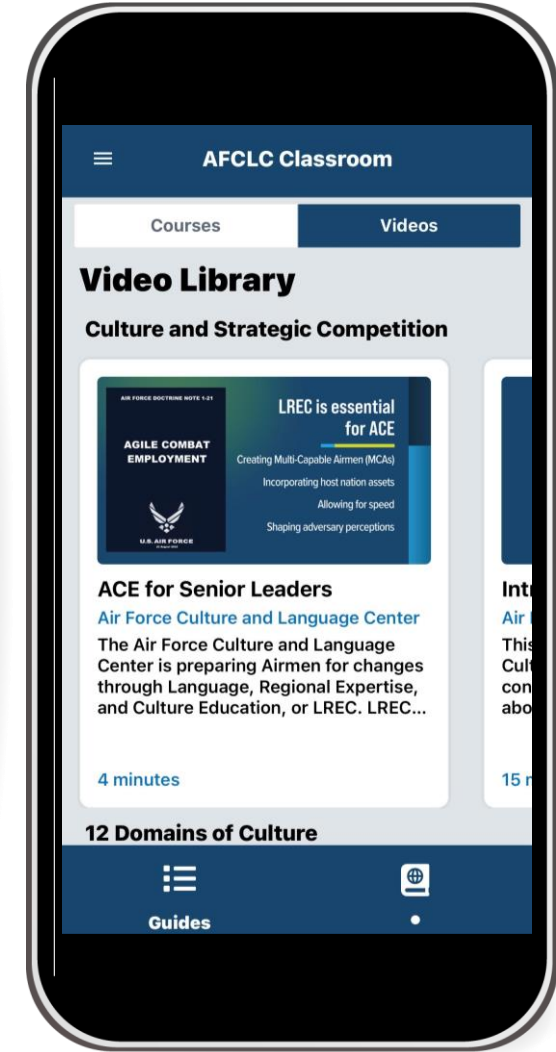 AFCLC Classroom
Courses
Videos
Video Library
Culture and Strategic Competition
AIR FORCE DOCTRINE NOTE 1-21
AGILE COMBAT
EMPLOYMENT
U.S. AIR FORCE
LREC is essential
for ACE
Creating Multi-Capable Airmen (MCAs)
Incorporating host nation assets
Allowing for speed
Shaping adversary perceptions
ACE for Senior Leaders
Air Force Culture and Language Center
The Air Force Culture and Language
Center is preparing Airmen for changes
through Language, Regional Expertise,
and Culture Education, or LREC. LREC...
4 minutes
Int
Air
This
Cult
con
abo
15
12 Domains of Culture
Guides